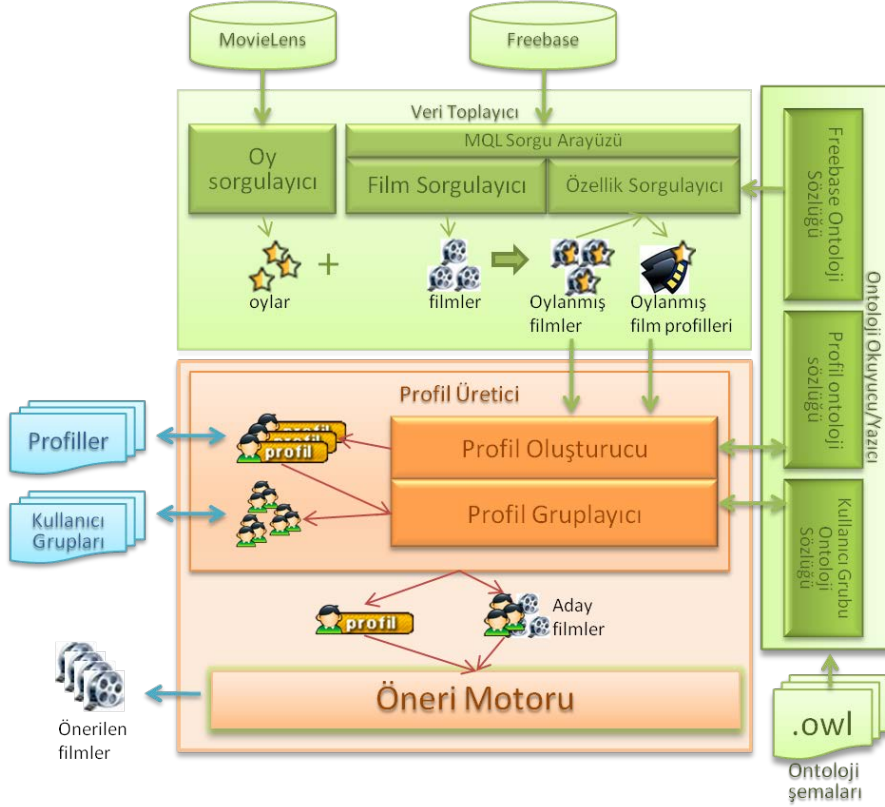 MovieLens
Freebase
Veri Toplayıcı
Oy
sorgulayıcı
MQL Sorgu Arayüzü
Film Sorgulayıcı
Özellik Sorgulayıcı
oylar
+
filmler
Oylanmış
filmler
Oylanmış
film profilleri
Freebase Ontoloji
Sözlüğü
Profil ontoloji
sözlüğü
Kullanıcı Grubu
Ontoloji
Sözlüğü
Ontoloji Okuyucu/Yazıcı
Profil Üretici
Profil Oluşturucu
Profil Gruplayıcı
profil
Profiller
Kullanıcı
Grupları
profil
Aday
filmler
Öneri Motoru
Önerilen
filmler
.owl
Ontoloji
şemaları